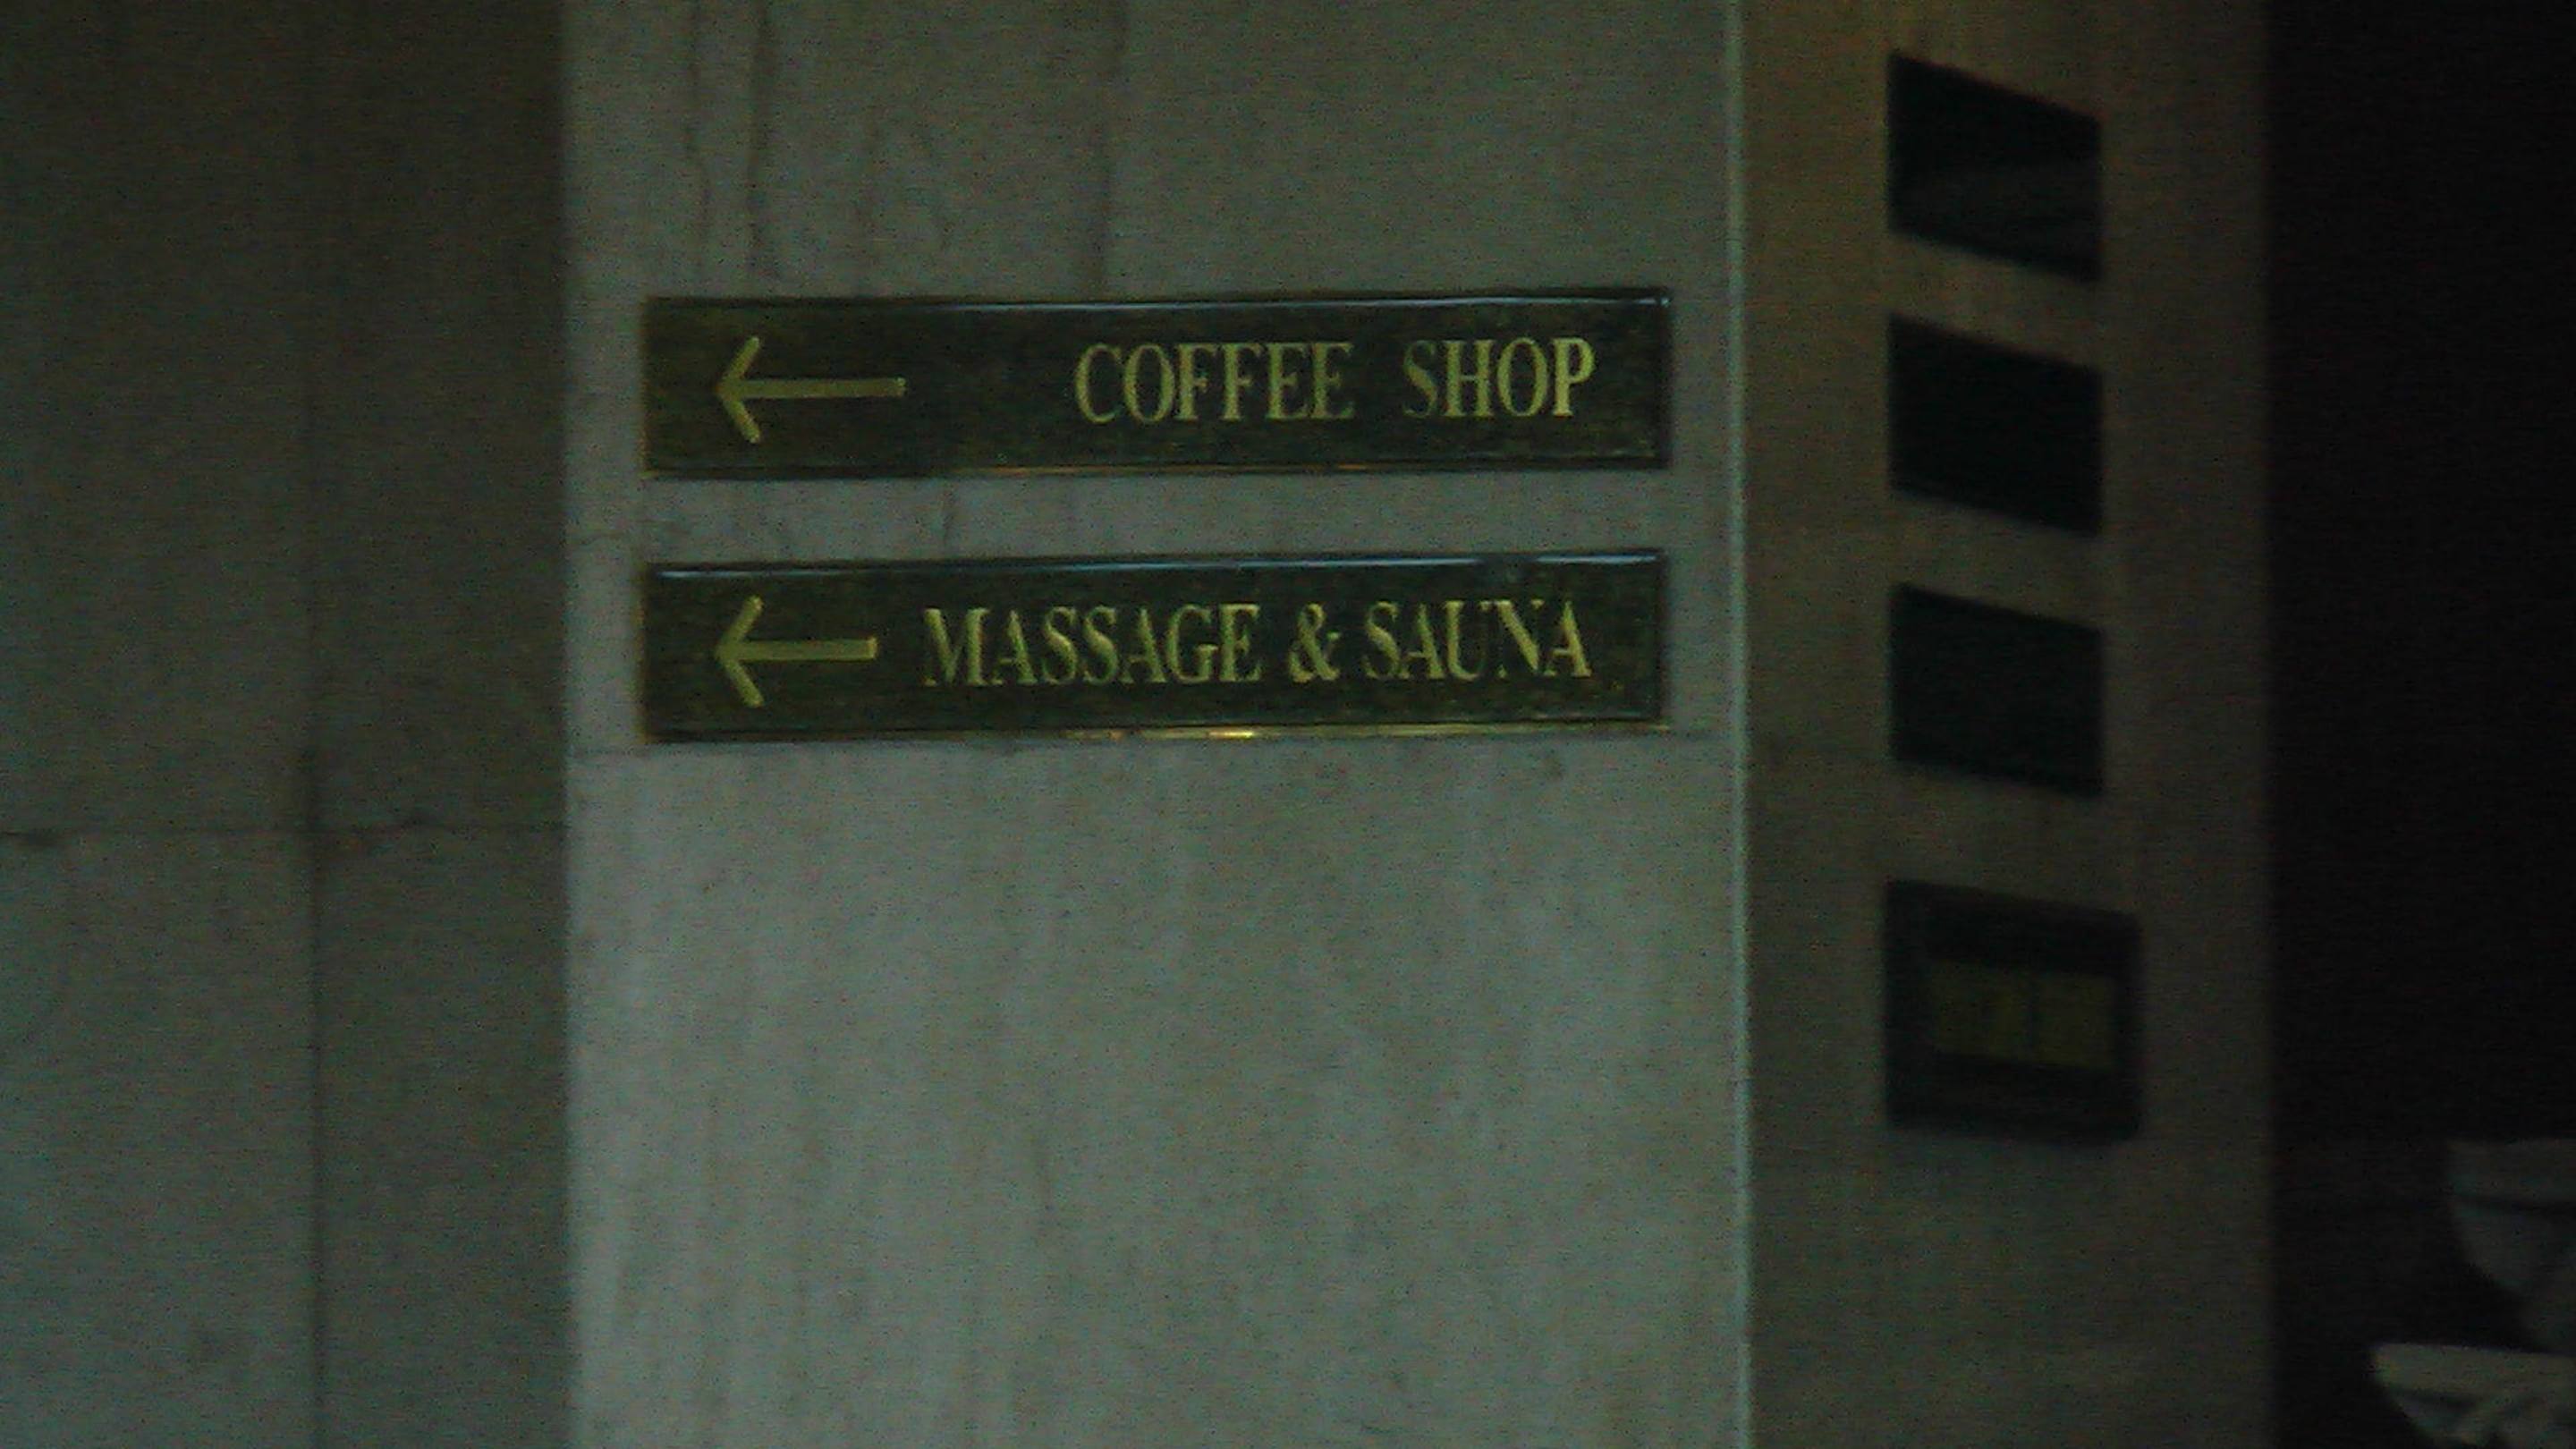 ← COFFEE SHOP
← MASSAGE & SAUNA